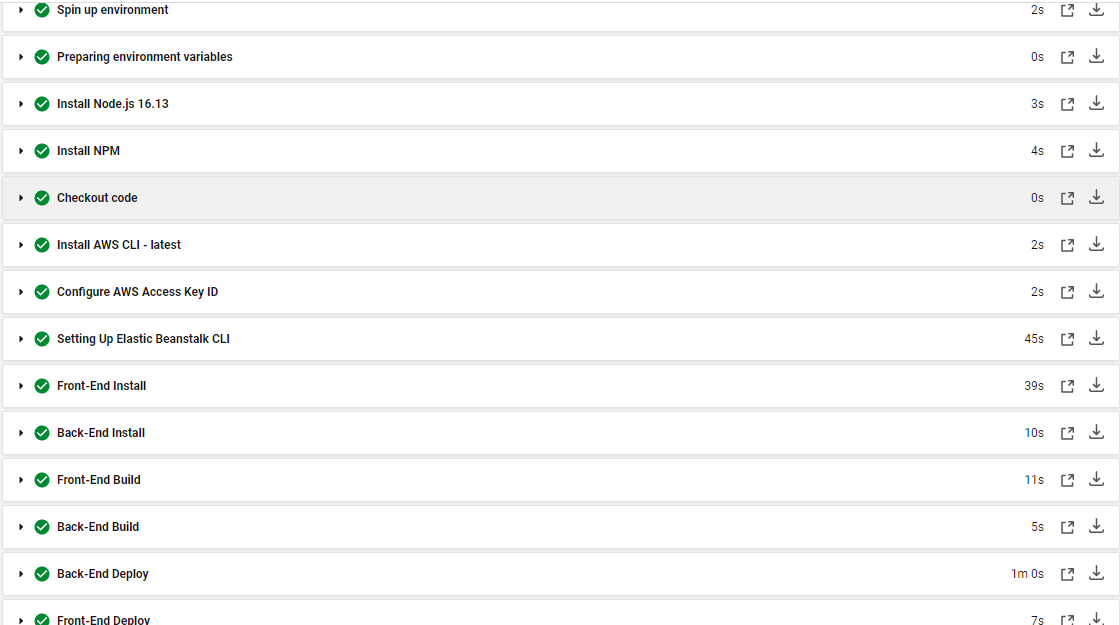 Spin up environment 2s
Preparing environment variables 0s
Install Node.js 16.13 3s
Install NPM 4s
Checkout code 0s
Install AWS CLI - latest 2s
Configure AWS Access Key ID 2s
Setting Up Elastic Beanstalk CLI 45s
Front-End Install 39s
Back-End Install 10s
Front-End Build 11s
Back-End Build 5s
Back-End Deploy 1m 0s
Front-End Deploy 7s